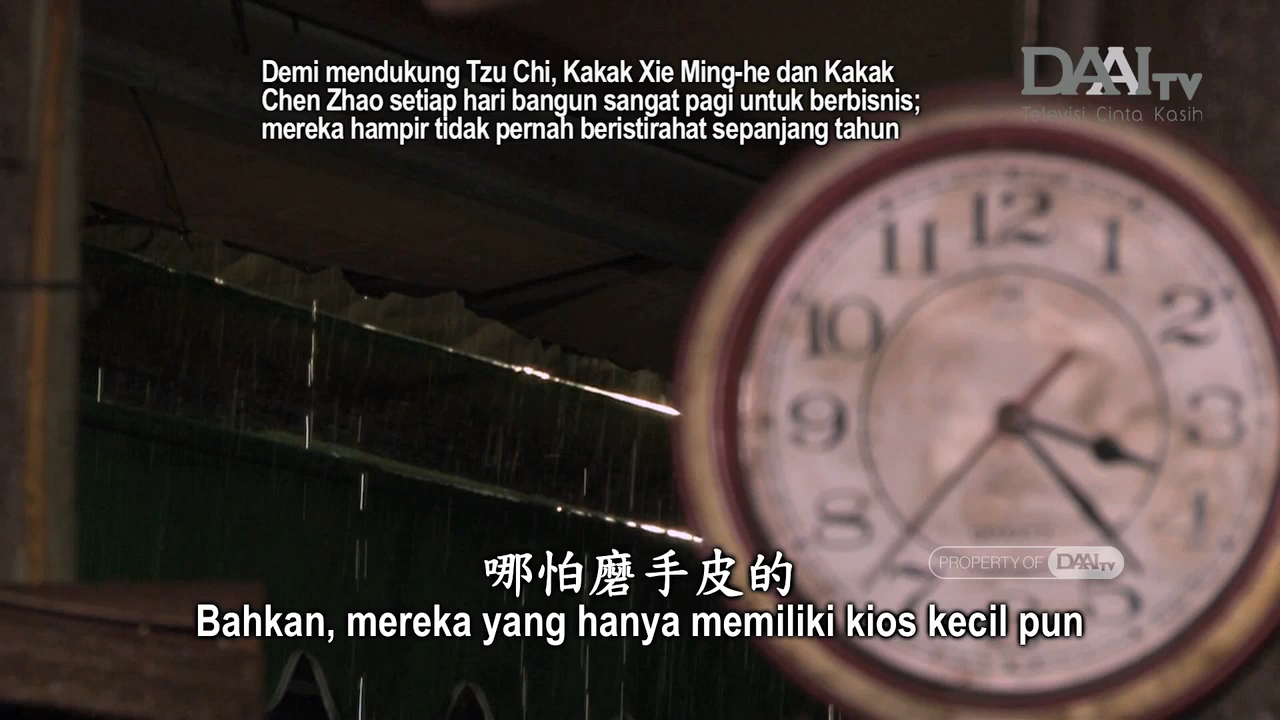 Demi mendukung Tzu Chi, Kakak Xie Ming-he dan Kakak
Chen Zhao setiap hari bangun sangat pagi untuk berbisnis;
mereka hampir tidak pernah beristirahat sepanjang tahun
DAAI TV
Televisi Cinta Kasih
11 12 1
10 2
9 3
8 4
7 5
PROPERTY OF DAAI TV
哪怕磨手皮的
Bahkan, mereka yang hanya memiliki kios kecil pun